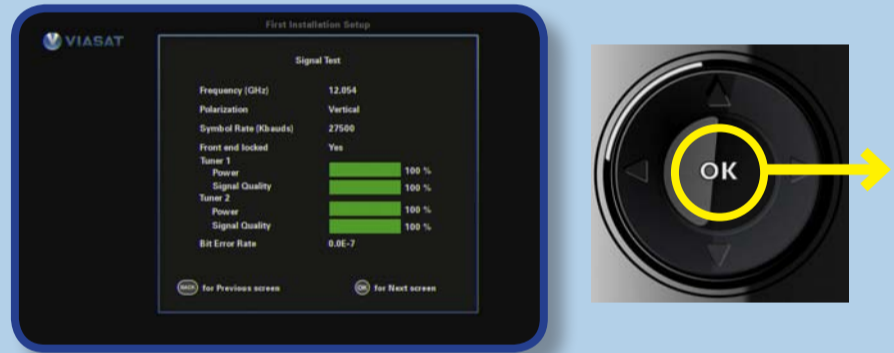 First Installation Setup
VIASAT
Signal Test
Frequency (GHz) 12.054
Polarization Vertical
Symbol Rate (Kbauds) 27500
Front end locked Yes
Tuner 1
Power 100 %
Signal Quality 100 %
Tuner 2
Power 100 %
Signal Quality 100 %
Bit Error Rate 0.0E-7
BACK for Previous screen OK for Next screen
OK